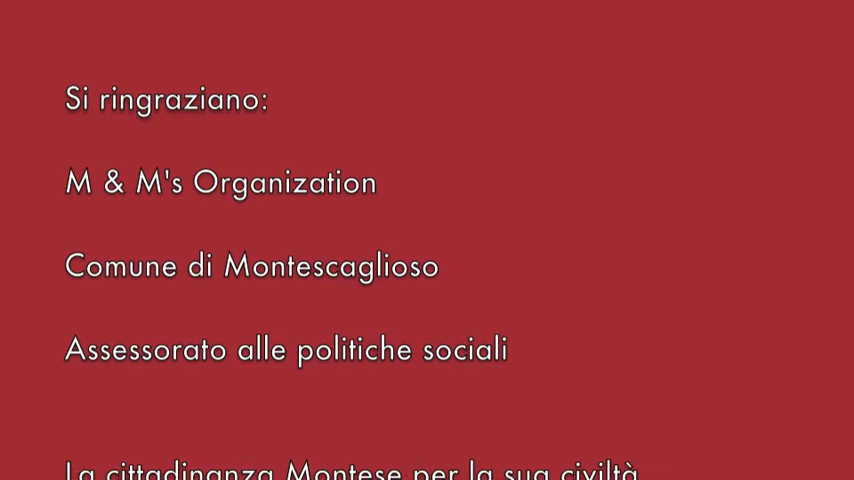 Si ringraziano:
M & M's Organization
Comune di Montescaglioso
Assessorato alle politiche sociali
La cittadinanza Montese per la sua civiltà